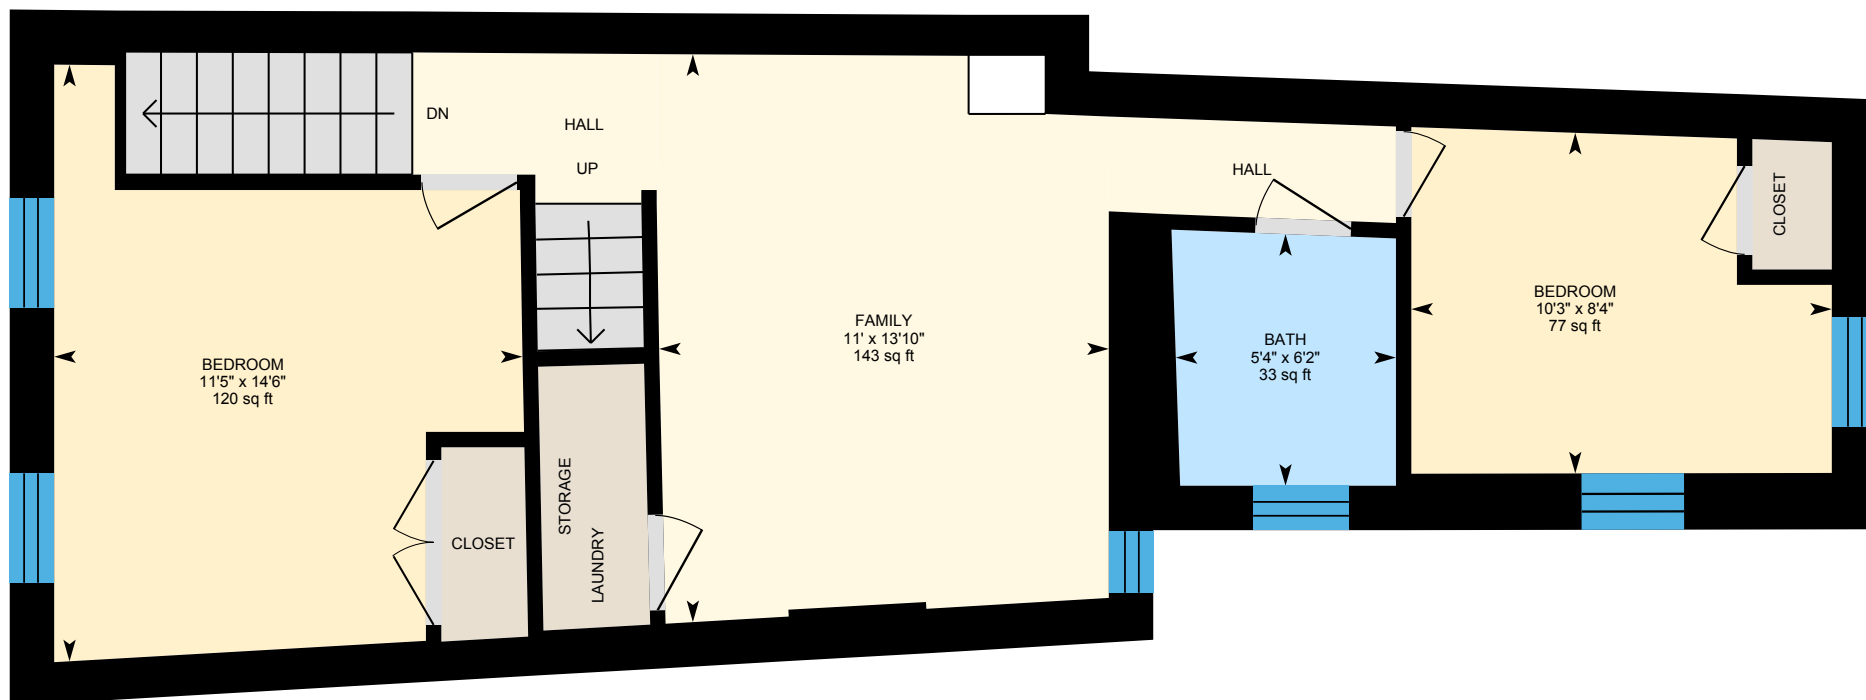 DN
HALL
UP
HALL
CLOSET
BEDROOM
10'3" x 8'4"
77 sq ft
FAMILY
11' x 13'10"
143 sq ft
BATH
5'4" x 6'2"
33 sq ft
BEDROOM
11'5" x 14'6"
120 sq ft
STORAGE
LAUNDRY
CLOSET